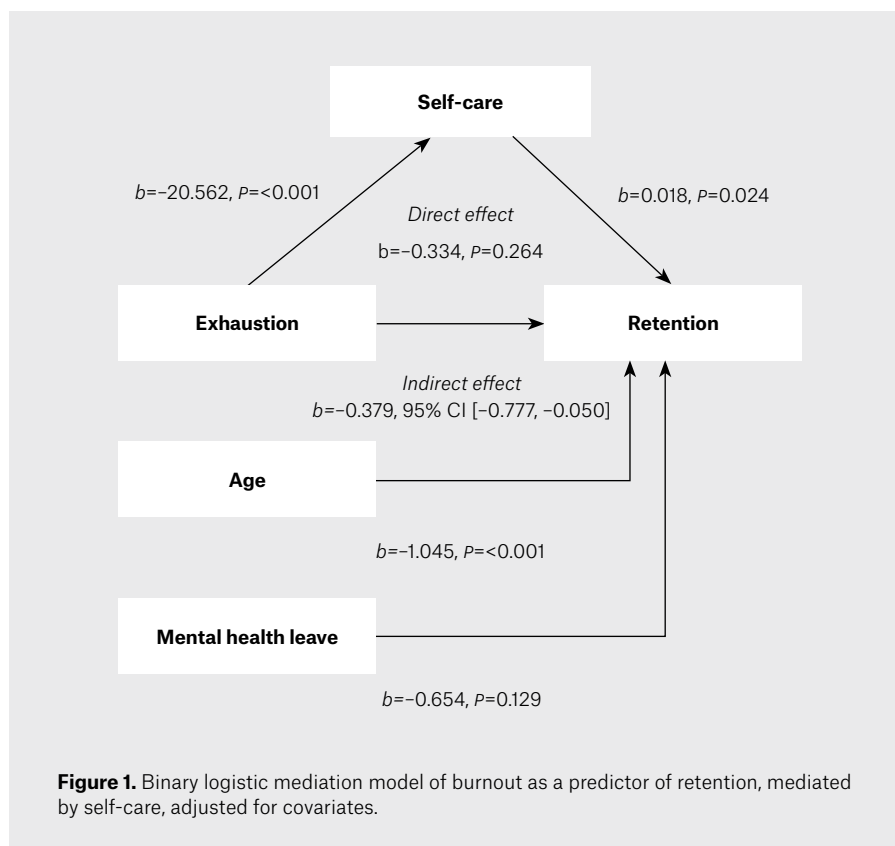 Self-care
b=−20.562, P=<0.001
b=0.018, P=0.024
Direct effect
b=−0.334, P=0.264
Exhaustion
Retention
Indirect effect
b=−0.379, 95% CI [−0.777, −0.050]
Age
b=−1.045, P=<0.001
Mental health leave
b=−0.654, P=0.129
Figure 1. Binary logistic mediation model of burnout as a predictor of retention, mediated
by self-care, adjusted for covariates.